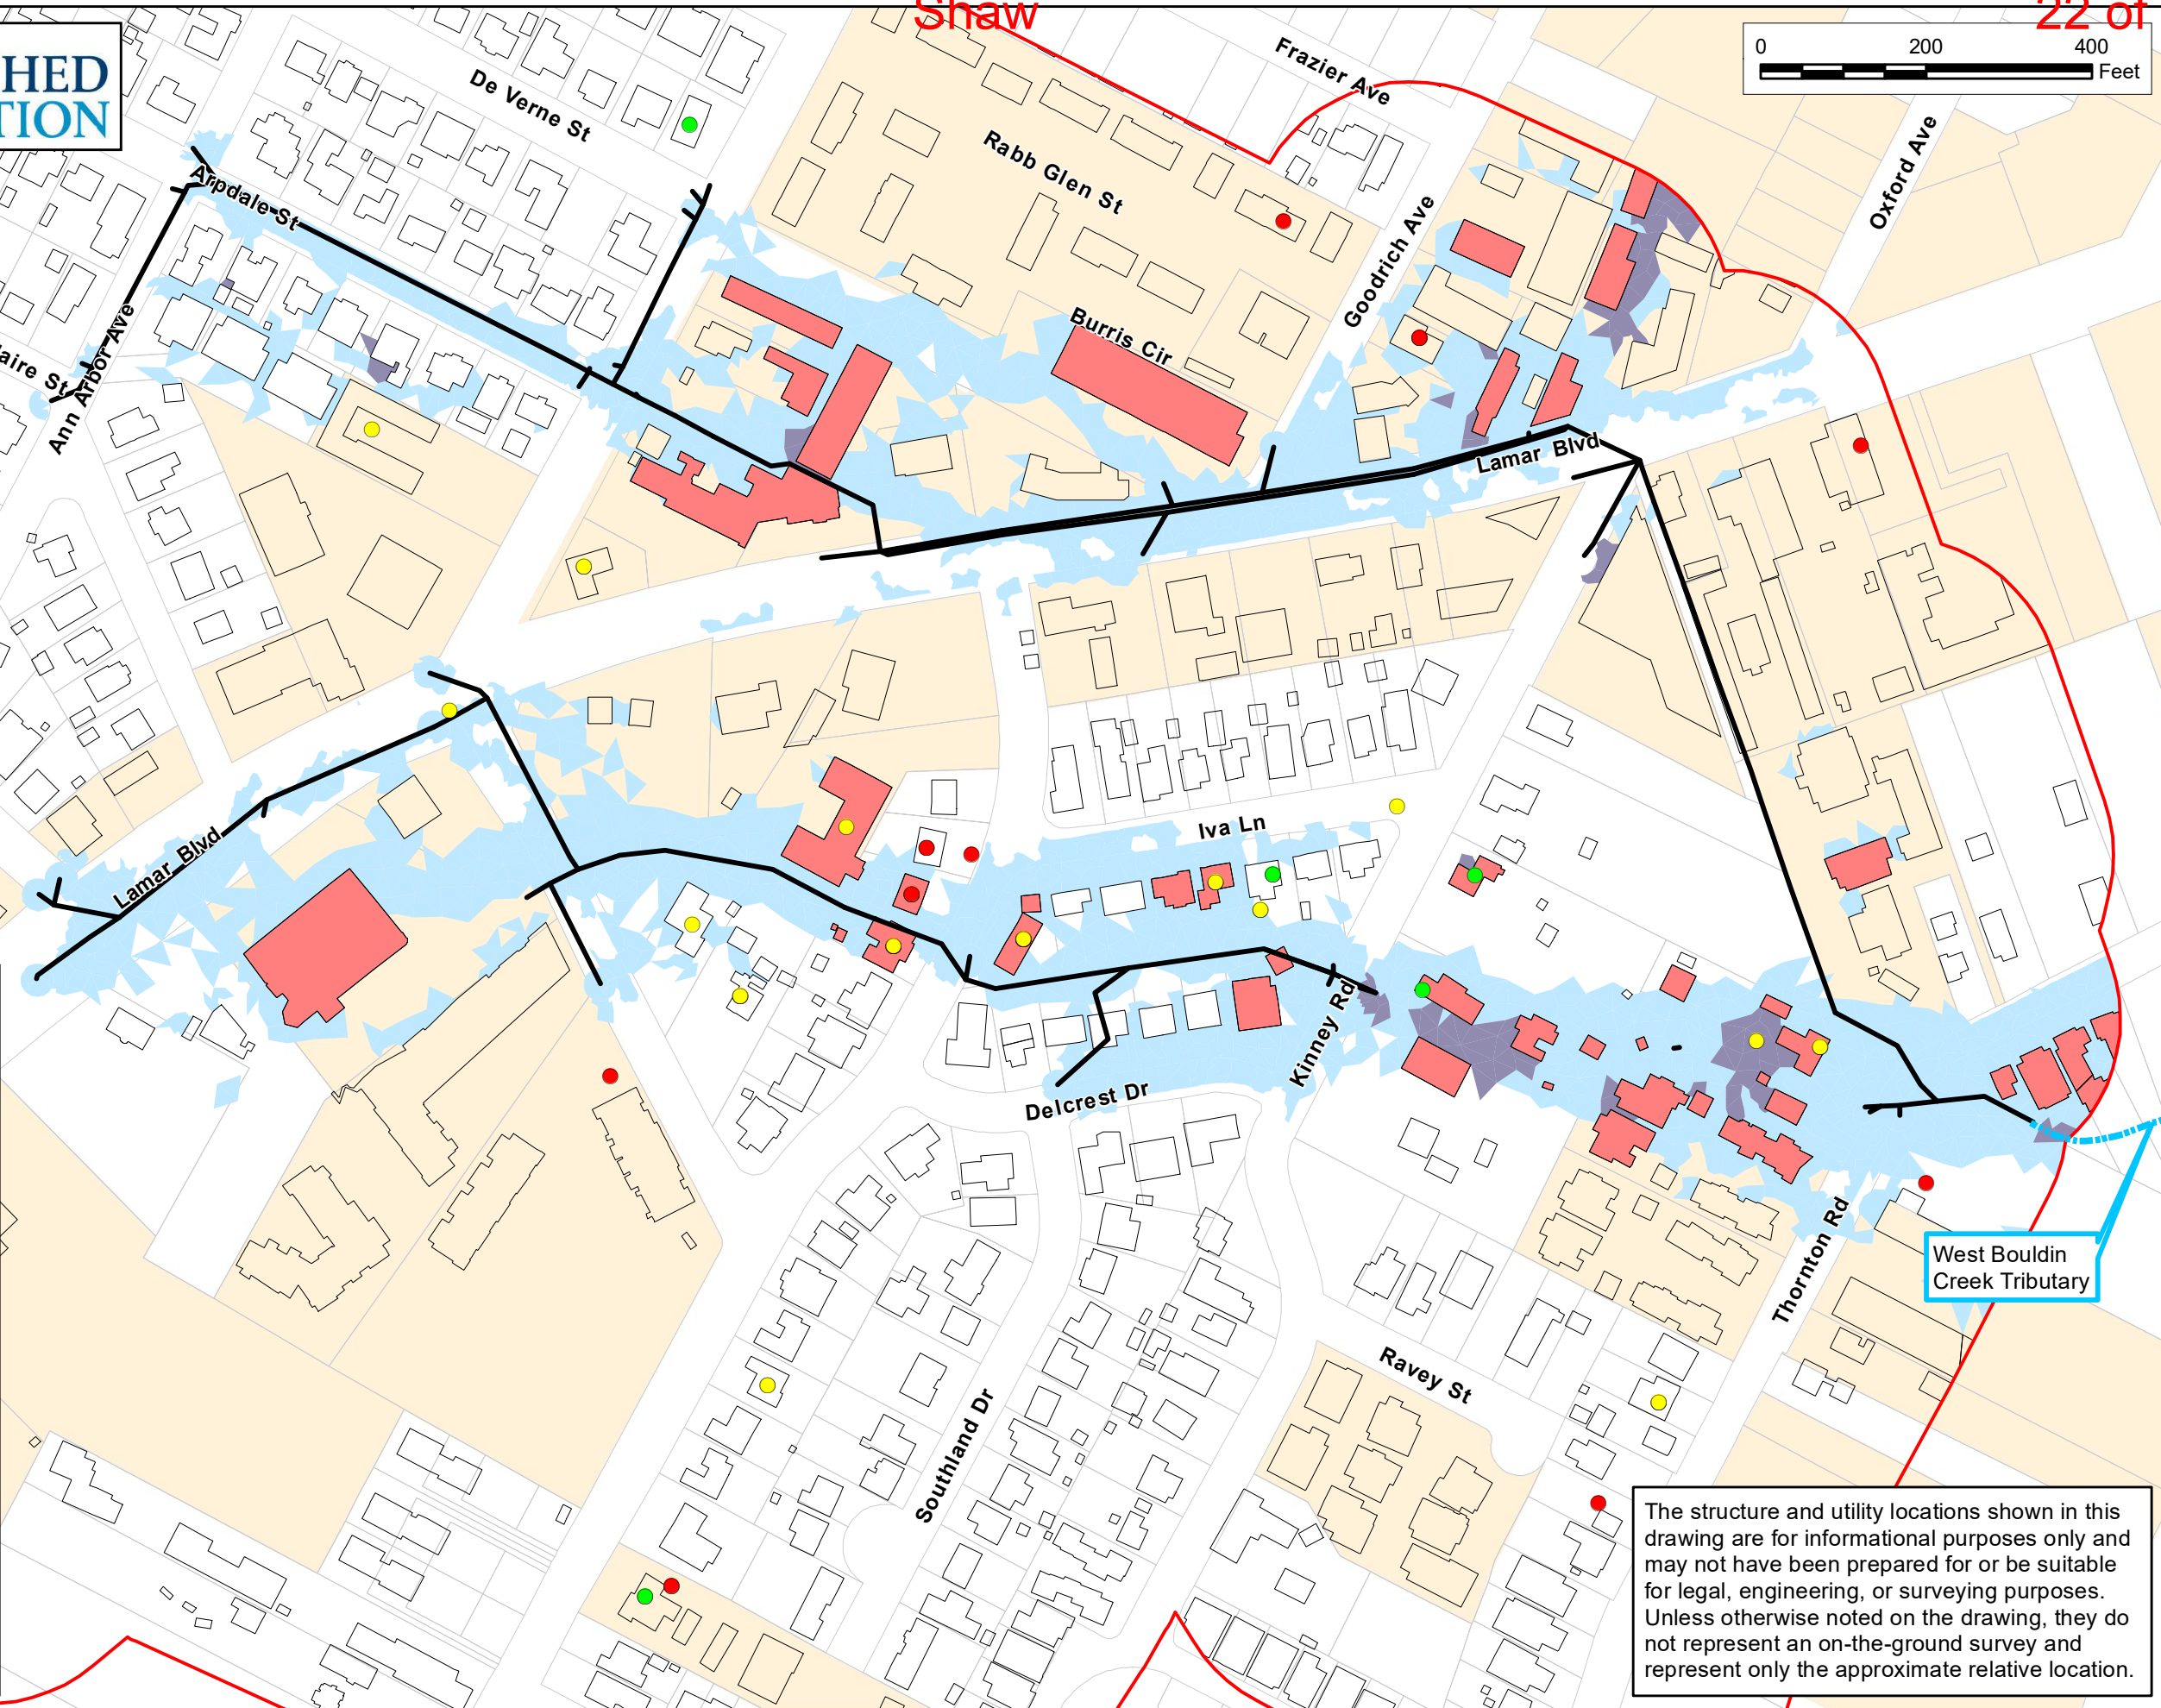 Shaw
22 of
HED
TION
0 200 400
Feet
Frazier Ave
De Verne St
Rabb Glen St
Oxford Ave
Arpdale St
Goodrich Ave
Burris Cir
Ann Arbor Ave
aire St
Lamar Blvd
Lamar Blvd
Iva Ln
Kinney Rd
Delcrest Dr
Thornton Rd
West Bouldin
Creek Tributary
Ravey St
Southland Dr
The structure and utility locations shown in this
drawing are for informational purposes only and
may not have been prepared for or be suitable
for legal, engineering, or surveying purposes.
Unless otherwise noted on the drawing, they do
not represent an on-the-ground survey and
represent only the approximate relative location.